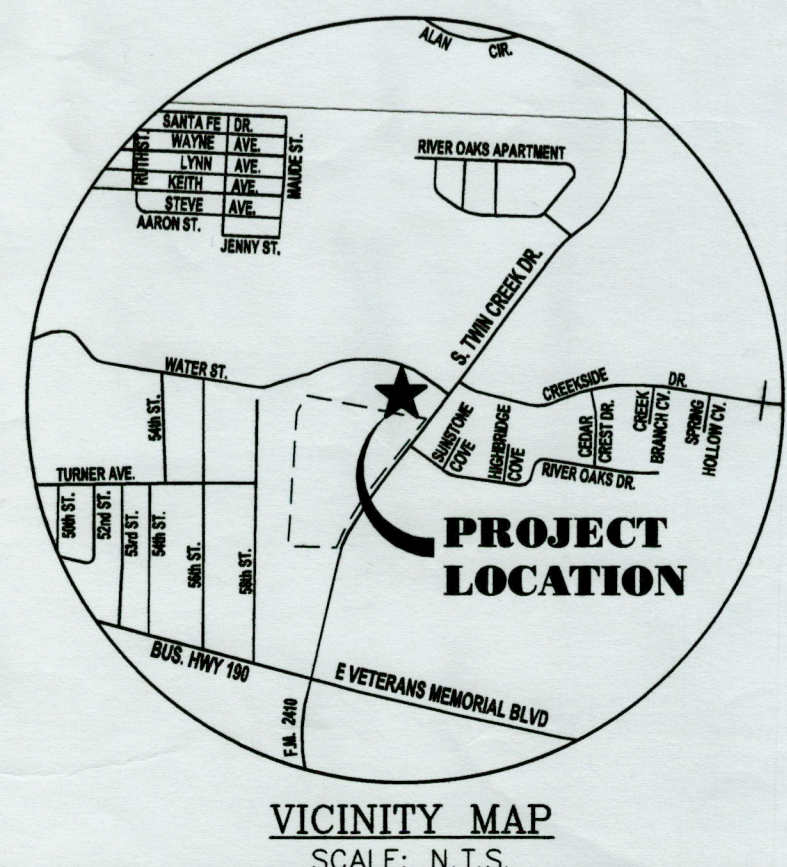 ALAN CIR.
SANTA FE DR.
WAYNE AVE.
LYNN AVE.
KEITH AVE.
STEVE AVE.
RUTH ST.
MAUDE ST.
AARON ST.
JENNY ST.
RIVER OAKS APARTMENT
S. TWIN CREEK DR.
WATER ST.
54th ST.
CREEKSIDE DR.
SUNSTONE
COVE
HIGHBRIDGE
COVE
CEDAR
CREST DR.
CREEK
BRANCH CV.
SPRING
HOLLOW CV.
RIVER OAKS DR.
TURNER AVE.
50th ST.
52nd ST.
53rd ST.
54th ST.
56th ST.
58th ST.
PROJECT
LOCATION
BUS. HWY 190
E VETERANS MEMORIAL BLVD
F.M. 2410
VICINITY MAP
SCALE: N.T.S.